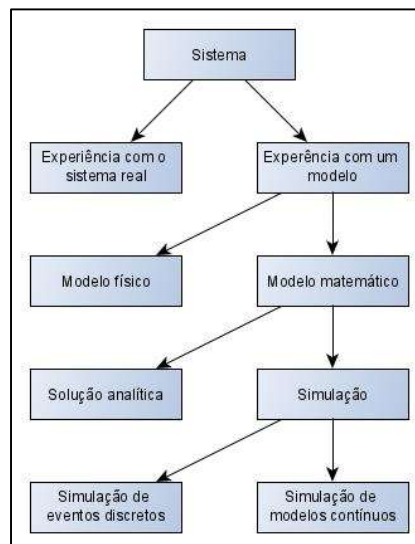 Sistema
Experiência com o
sistema real
Experência com um
modelo
Modelo físico
Modelo matemático
Solução analítica
Simulação
Simulação de
eventos discretos
Simulação de
modelos contínuos